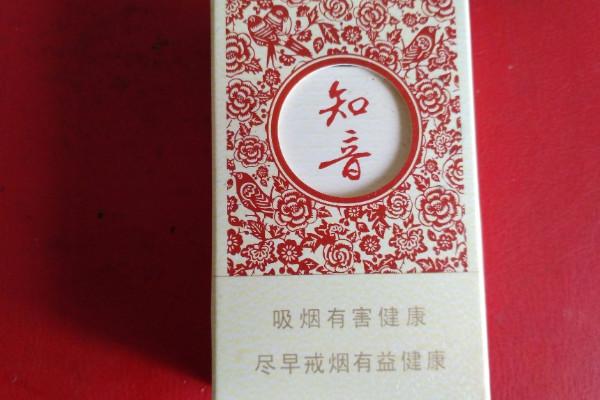 知
音
吸烟有害健康
尽早戒烟有益健康